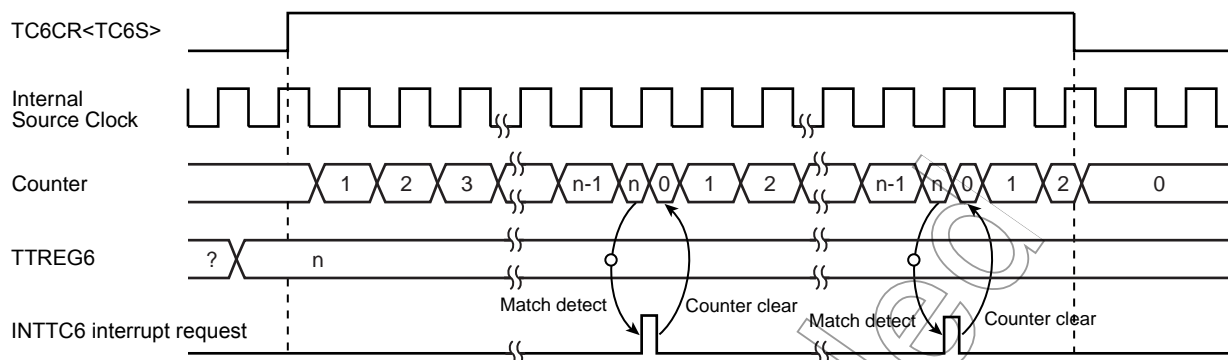 TC6CR<TC6S>
Internal
Source Clock
Counter
1 2 3 n-1 n 0 1 2 n-1 n 0 1 2 0
TTREG6
? n
Match detect Counter clear Match detect Counter clear
INTTC6 interrupt request